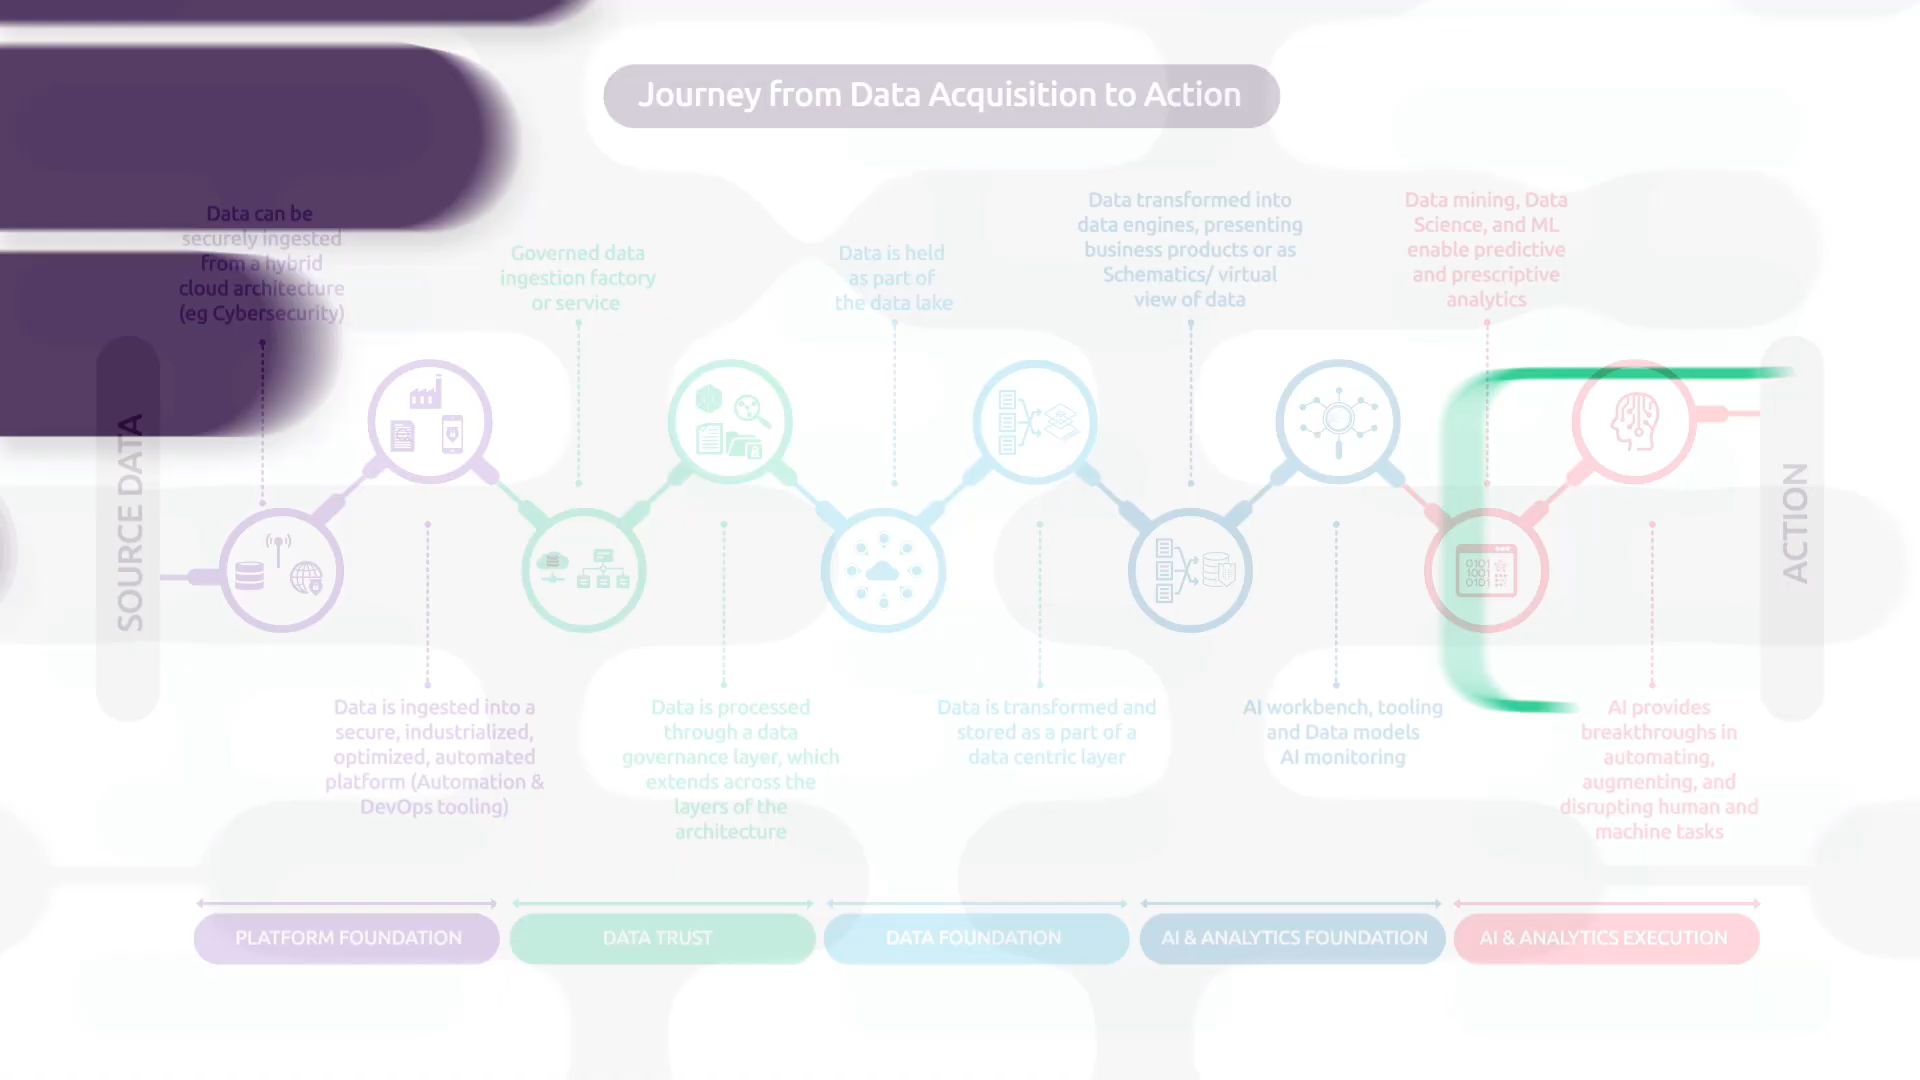 Journey from Data Acquisition to Action
Data can be
securely ingested
from a hybrid
cloud architecture
(eg Cybersecurity)
Governed data
ingestion factory
or service
Data is held
as part of
the data lake
Data transformed into
data engines, presenting
business products or as
Schematics/ virtual
view of data
Data mining, Data
Science, and ML
enable predictive
and prescriptive
analytics
SOURCE DATA
0101
1001
0101
ACTION
Data is ingested into a
secure, industrialized,
optimized, automated
platform (Automation &
DevOps tooling)
Data is processed
through a data
governance layer, which
extends across the
layers of the
architecture
Data is transformed and
stored as a part of a
data centric layer
AI workbench, tooling
and Data models
AI monitoring
AI provides
breakthroughs in
automating,
augmenting, and
disrupting human and
machine tasks
PLATFORM FOUNDATION
DATA TRUST
DATA FOUNDATION
AI & ANALYTICS FOUNDATION
AI & ANALYTICS EXECUTION